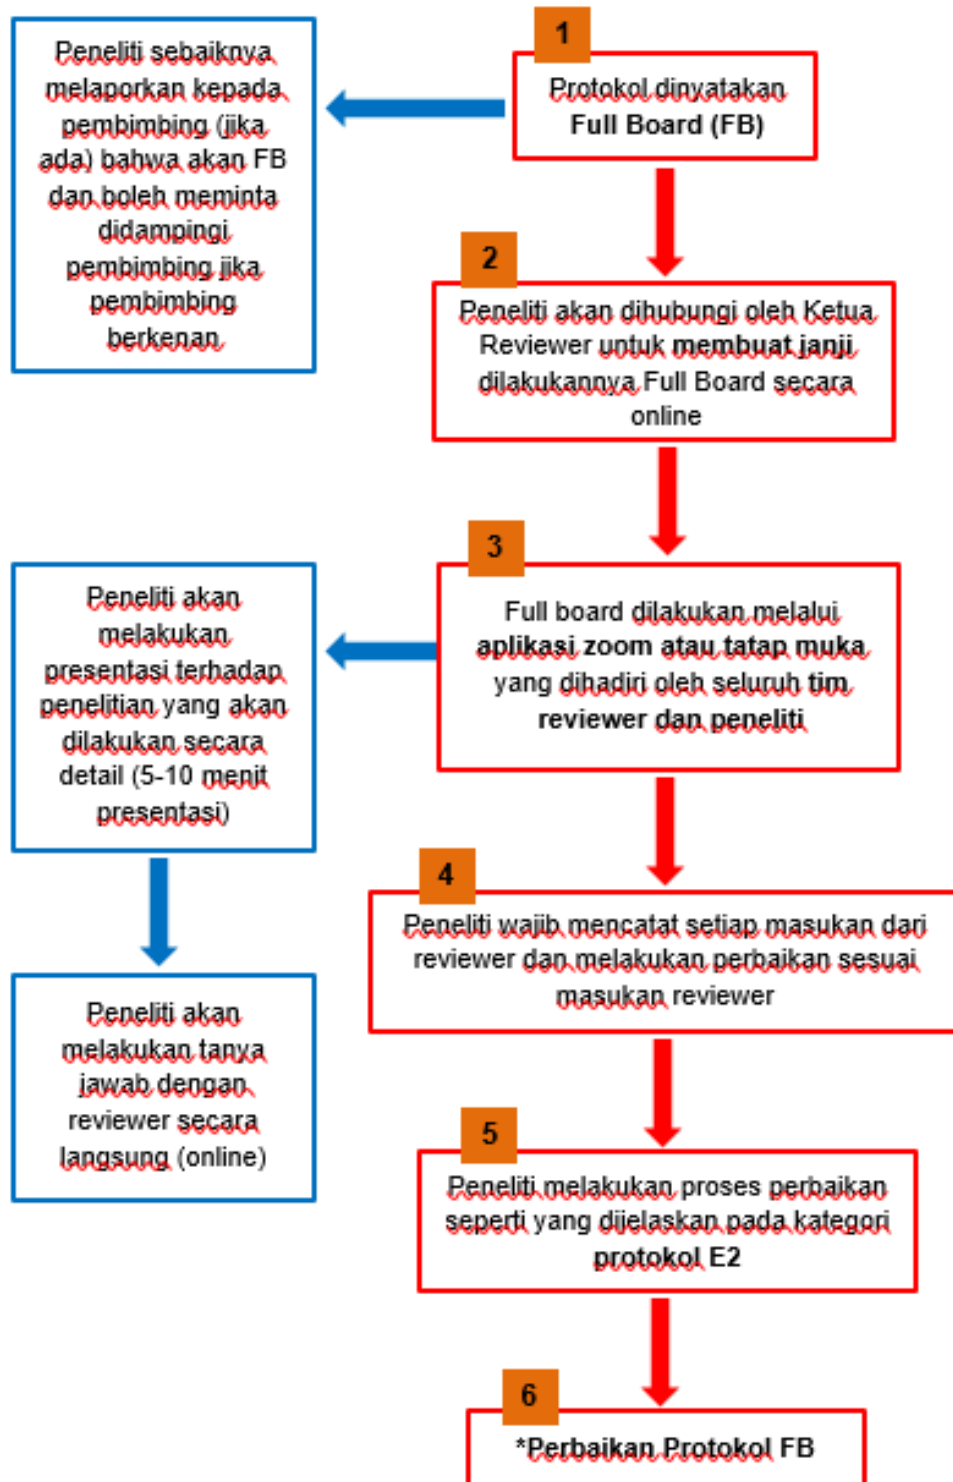 1
Protokol dinyatakan
Full Board (FB)
Peneliti sebaiknya
melaporkan kepada
pembimbing (jika
ada) bahwa akan FB
dan boleh meminta
didampingi
pembimbing jika
pembimbing
berkenan
2
Peneliti akan dihubungi oleh Ketua
Reviewer untuk membuat janji
dilakukannya Full Board secara
online
3
Full board dilakukan melalui
aplikasi zoom atau tatap muka
yang dihadiri oleh seluruh tim
reviewer dan peneliti
Peneliti akan
melakukan
presentasi terhadap
penelitian yang akan
dilakukan secara
detail (5-10 menit
presentasi)
Peneliti akan
melakukan tanya
jawab dengan
reviewer secara
langsung (online)
4
Peneliti wajib mencatat setiap masukan dari
reviewer dan melakukan perbaikan sesuai
masukan reviewer
5
Peneliti melakukan proses perbaikan
seperti yang dijelaskan pada kategori
protokol E2
6
*Perbaikan Protokol FB